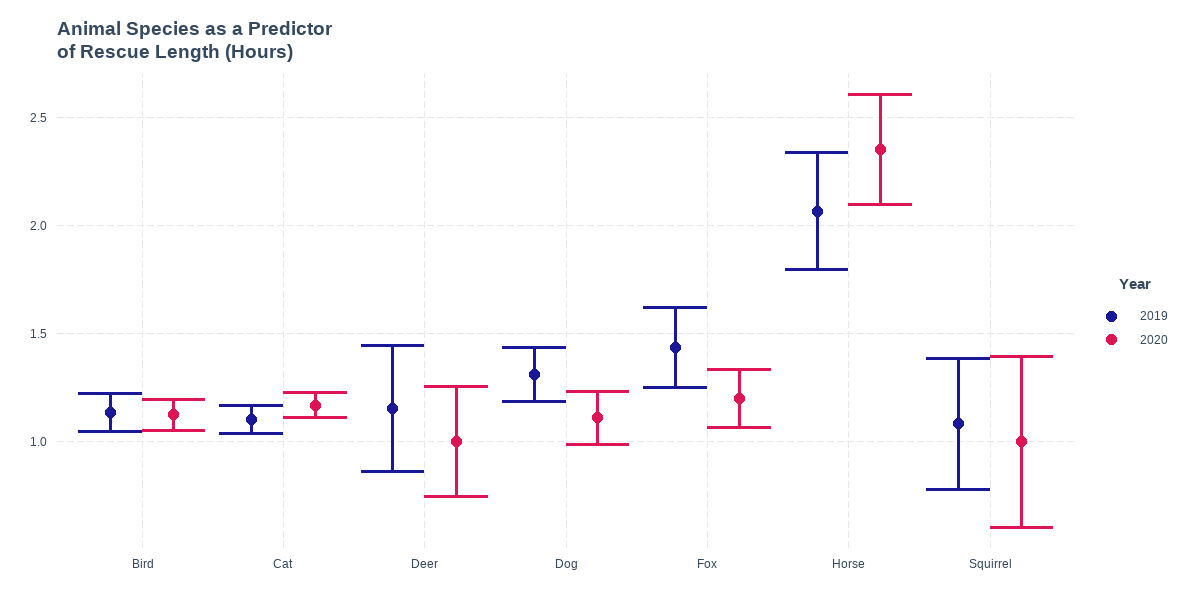 Animal Species as a Predictor
of Rescue Length (Hours)
2.5
2.0
1.5
1.0
Bird Cat Deer Dog Fox Horse Squirrel
Year
2019
2020